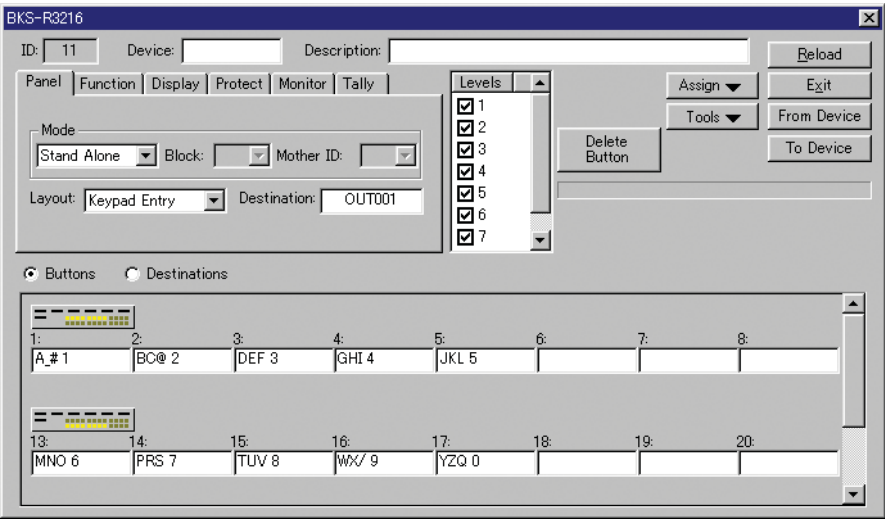 BKS-R3216
ID: 11 Device: Description: Reload
Panel Function Display Protect Monitor Tally Levels Assign Exit
Mode 1 Tools From Device
Stand Alone Block: Mother ID: 2 Delete Button To Device
3
4
Layout: Keypad Entry Destination: OUT001 5
6
7
Buttons Destinations
1: 2: 3: 4: 5: 6: 7: 8:
A_# 1 BC@ 2 DEF 3 GHI 4 JKL 5
13: 14: 15: 16: 17: 18: 19: 20:
MNO 6 PRS 7 TUV 8 WX/ 9 YZQ 0